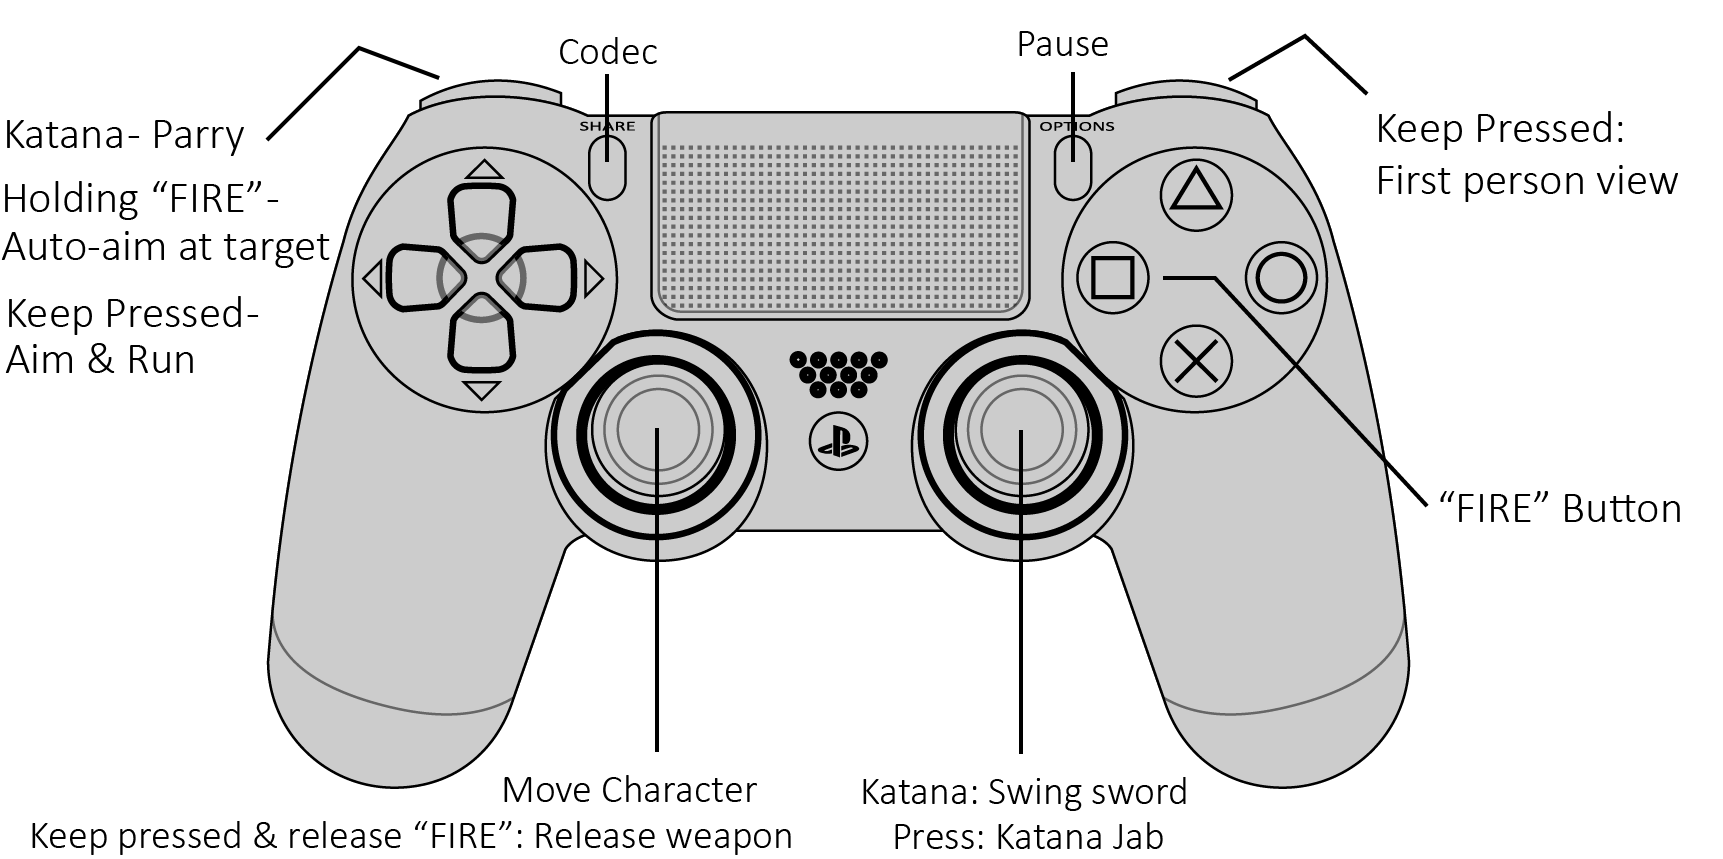 Codec
Pause
SHARE
OPTIONS
Katana- Parry
Holding “FIRE”-
Auto-aim at target
Keep Pressed-
Aim & Run
Keep Pressed:
First person view
“FIRE” Button
Move Character
Keep pressed & release “FIRE”: Release weapon
Katana: Swing sword
Press: Katana Jab